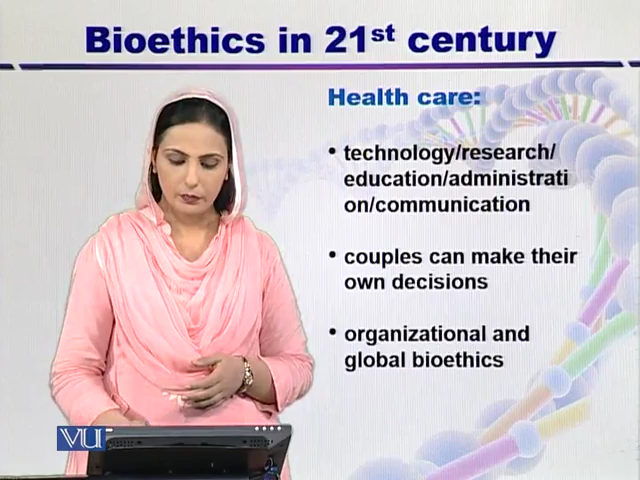 Bioethics in 21st century
Health care:
• technology/research/
education/administrati
on/communication
• couples can make their
own decisions
• organizational and
global bioethics
VU